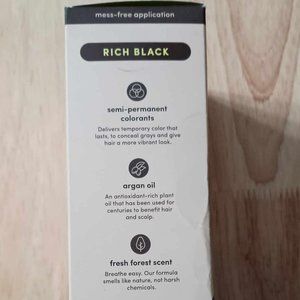 mess-free application
RICH BLACK
semi-permanent
colorants
Delivers temporary color that
lasts, to conceal grays and give
hair a more vibrant look.
argan oil
An antioxidant-rich plant
oil that has been used for
centuries to benefit hair
and scalp.
fresh forest scent
Breathe easy. Our formula
smells like nature, not harsh
chemicals.